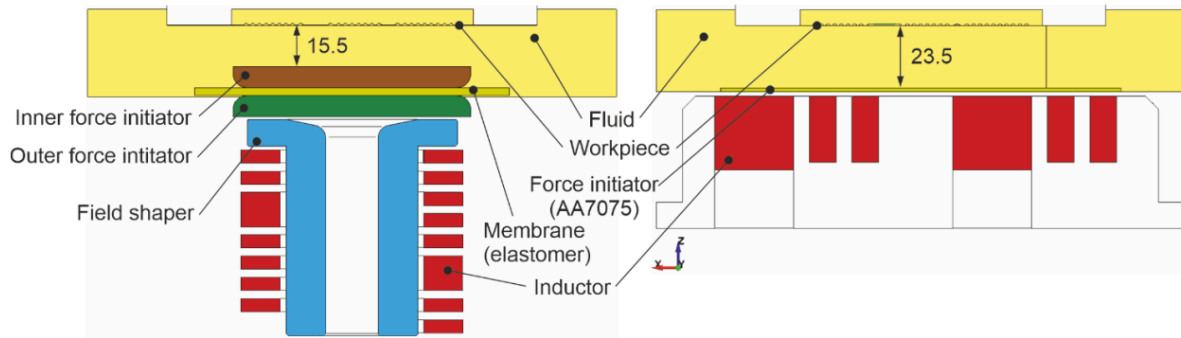 15.5
23.5
Inner force initiator
Outer force intitator
Field shaper
Fluid
Workpiece
Force initiator
(AA7075)
Membrane
(elastomer)
Inductor
Z
X
Y